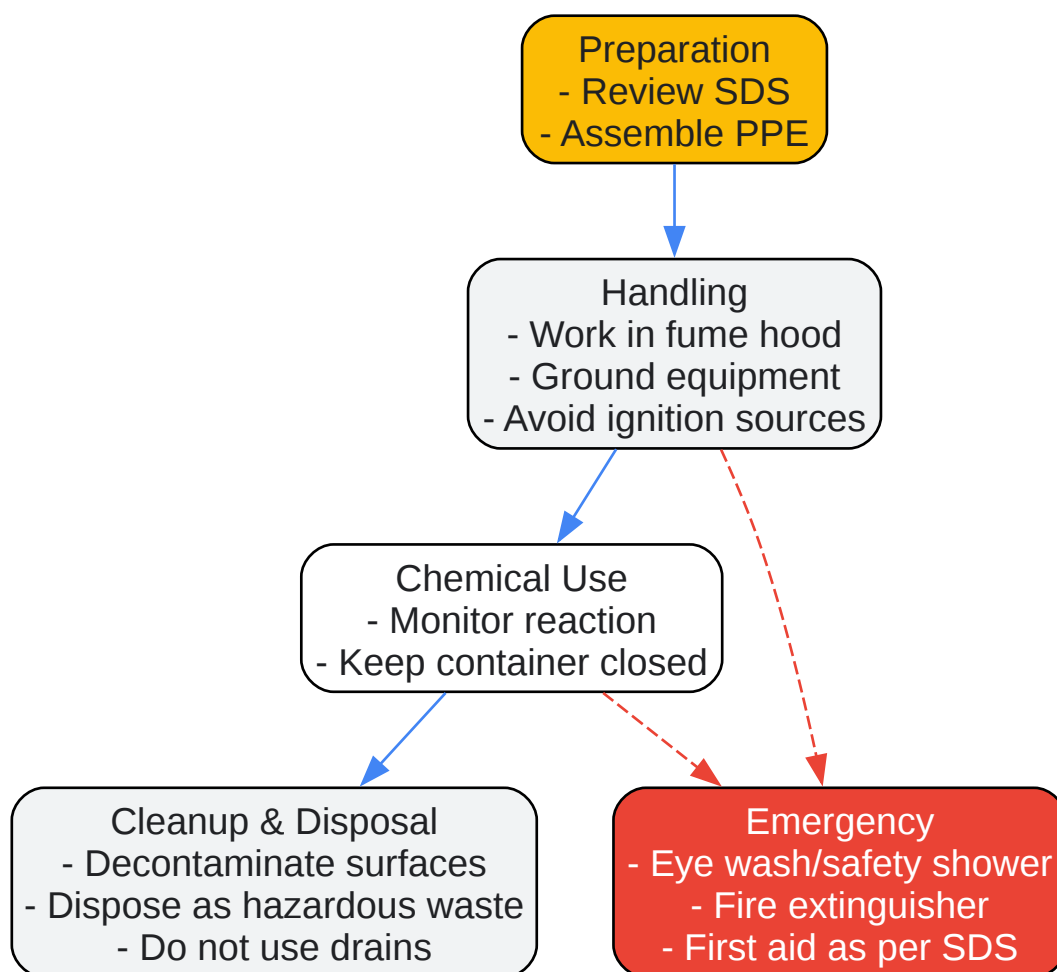 Preparation
- Review SDS
- Assemble PPE
Handling
- Work in fume hood
- Ground equipment
- Avoid ignition sources
Chemical Use
- Monitor reaction
- Keep container closed
Cleanup & Disposal
- Decontaminate surfaces
- Dispose as hazardous waste
- Do not use drains
Emergency
- Eye wash/safety shower
- Fire extinguisher
- First aid as per SDS